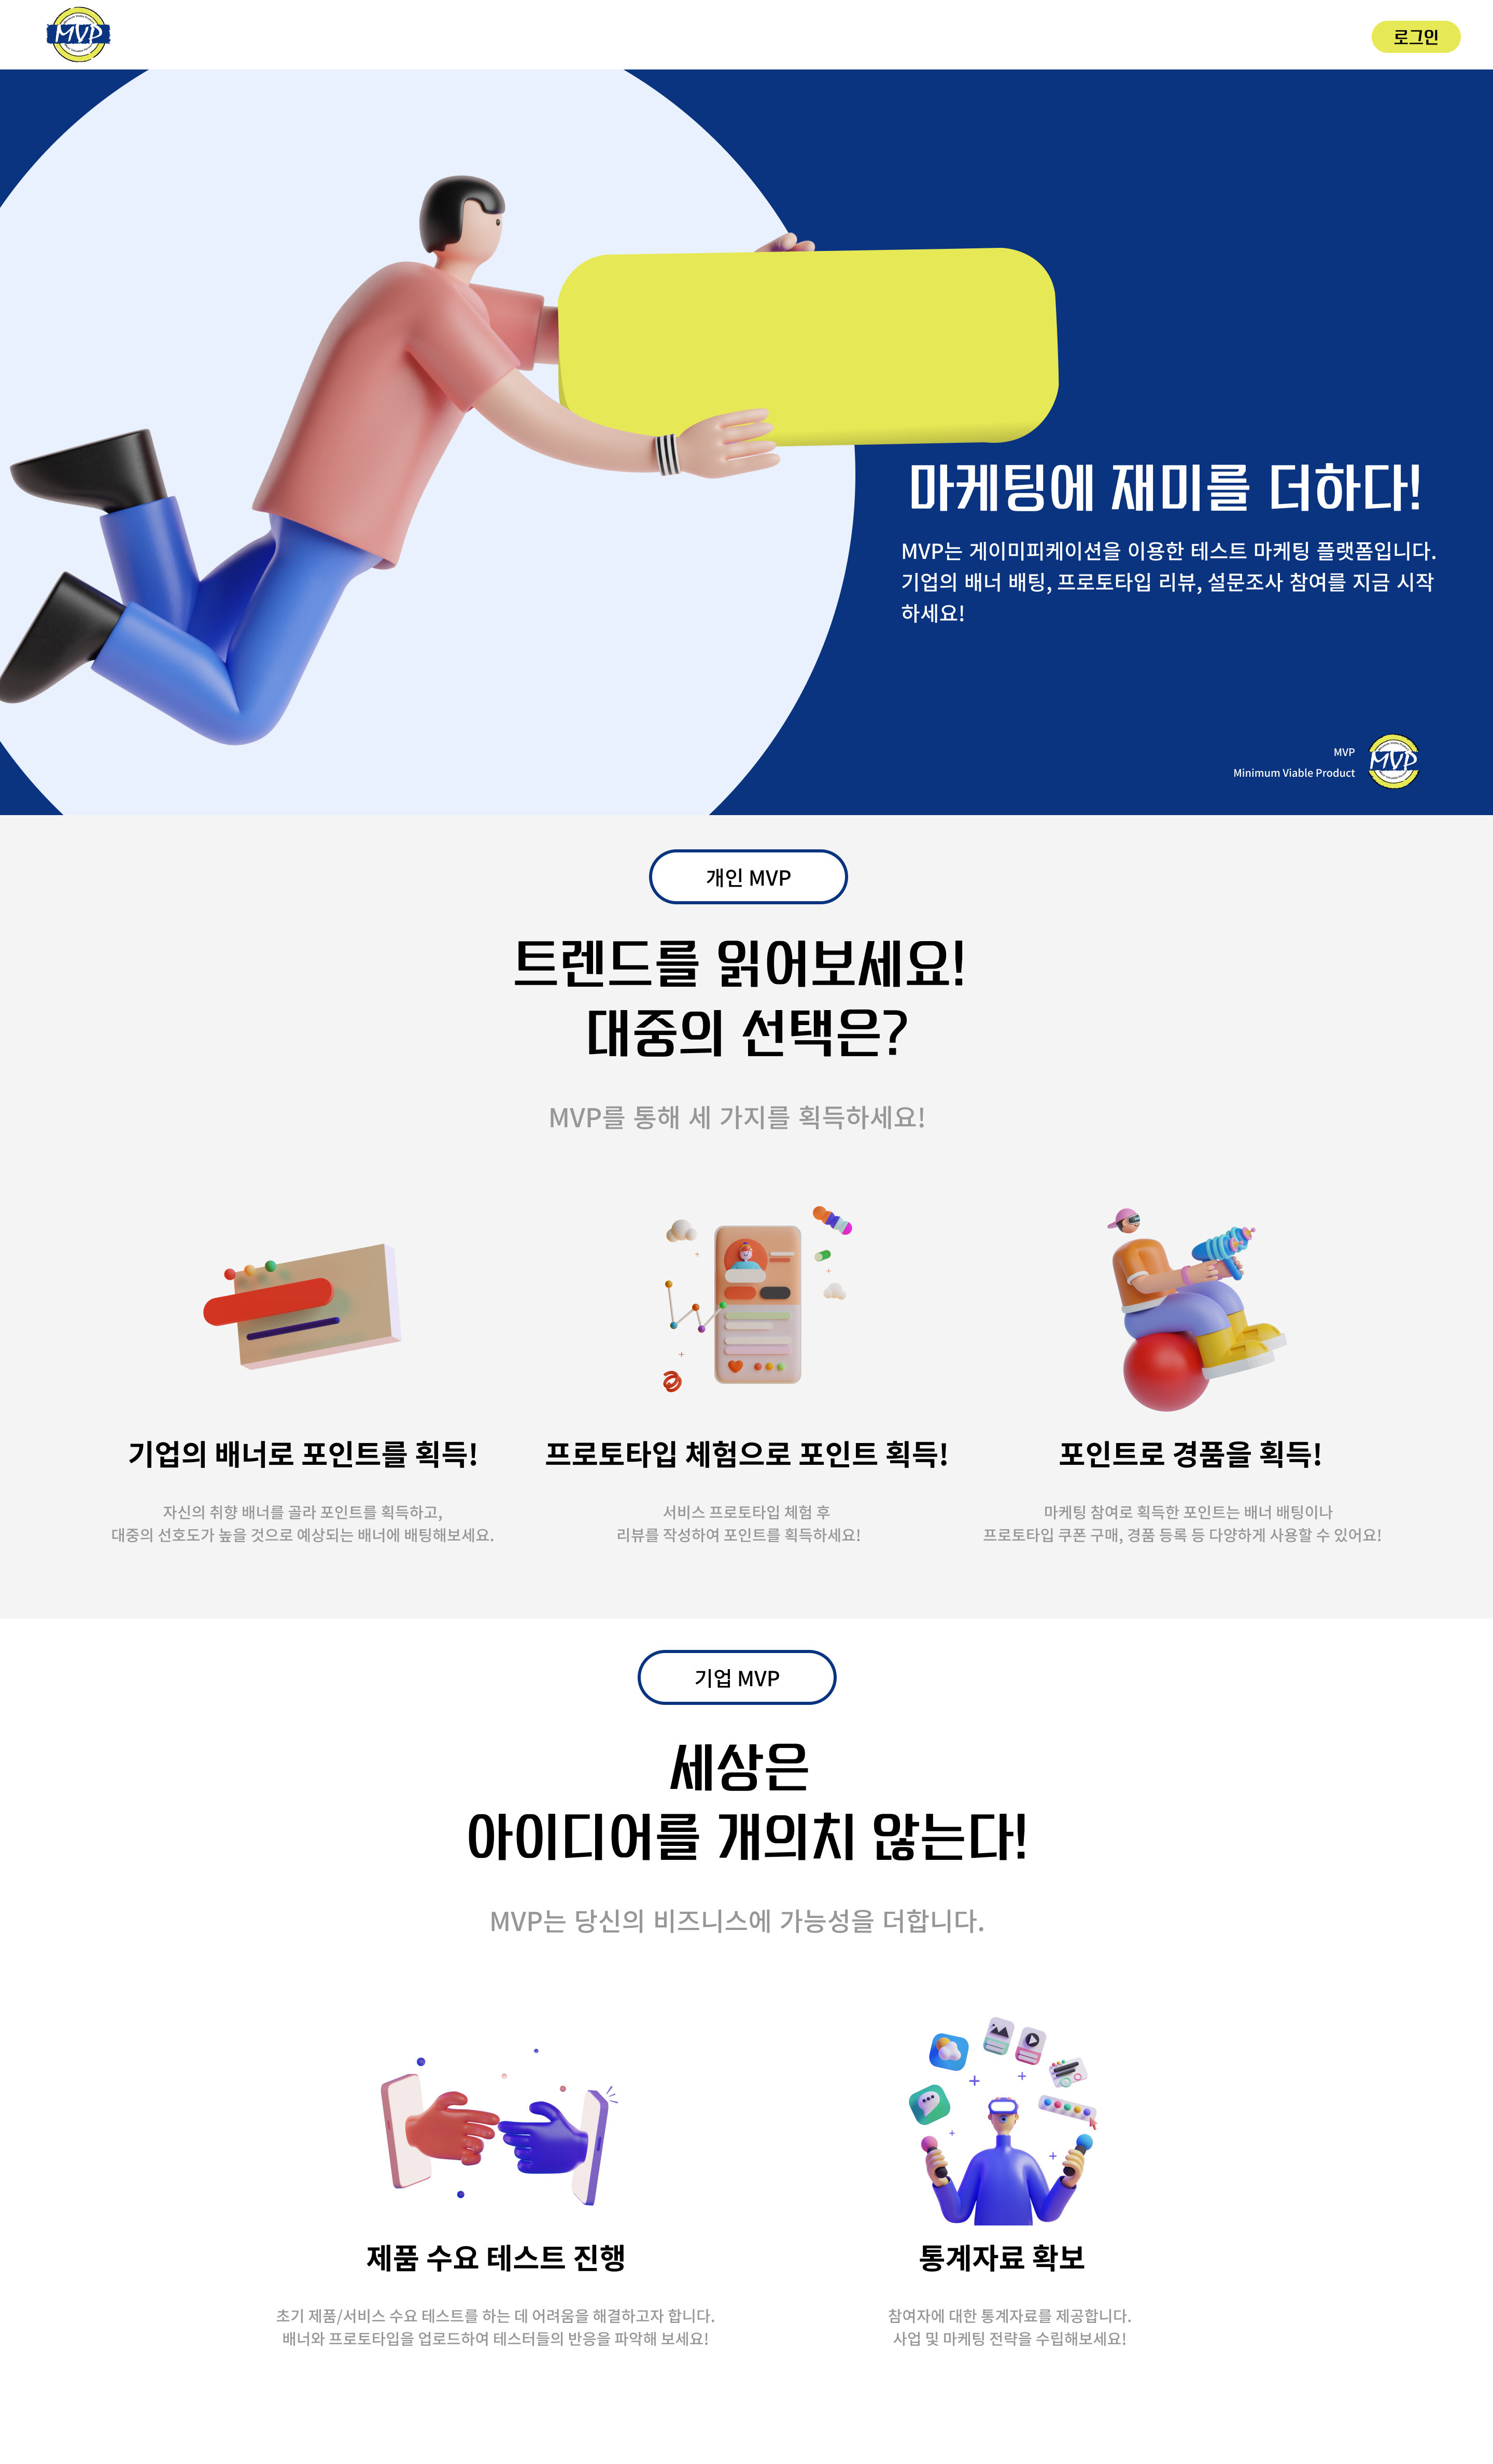 MVP
로그인
마케팅에 재미를 더하다!
MVP는 게이미피케이션을 이용한 테스트 마케팅 플랫폼입니다.
기업의 배너 배팅, 프로토타입 리뷰, 설문조사 참여를 지금 시작
하세요!
MVP
Minimum Viable Product
MVP
개인 MVP
트렌드를 읽어보세요!
대중의 선택은?
MVP를 통해 세 가지를 획득하세요!
기업의 배너로 포인트를 획득!
자신의 취향 배너를 골라 포인트를 획득하고,
대중의 선호도가 높을 것으로 예상되는 배너에 배팅해보세요.
프로토타입 체험으로 포인트 획득!
서비스 프로토타입 체험 후
리뷰를 작성하여 포인트를 획득하세요!
포인트로 경품을 획득!
마케팅 참여로 획득한 포인트는 배너 배팅이나
프로토타입 쿠폰 구매, 경품 등록 등 다양하게 사용할 수 있어요!
기업 MVP
세상은
아이디어를 개의치 않는다!
MVP는 당신의 비즈니스에 가능성을 더합니다.
제품 수요 테스트 진행
초기 제품/서비스 수요 테스트를 하는 데 어려움을 해결하고자 합니다.
배너와 프로토타입을 업로드하여 테스터들의 반응을 파악해 보세요!
통계자료 확보
참여자에 대한 통계자료를 제공합니다.
사업 및 마케팅 전략을 수립해보세요!